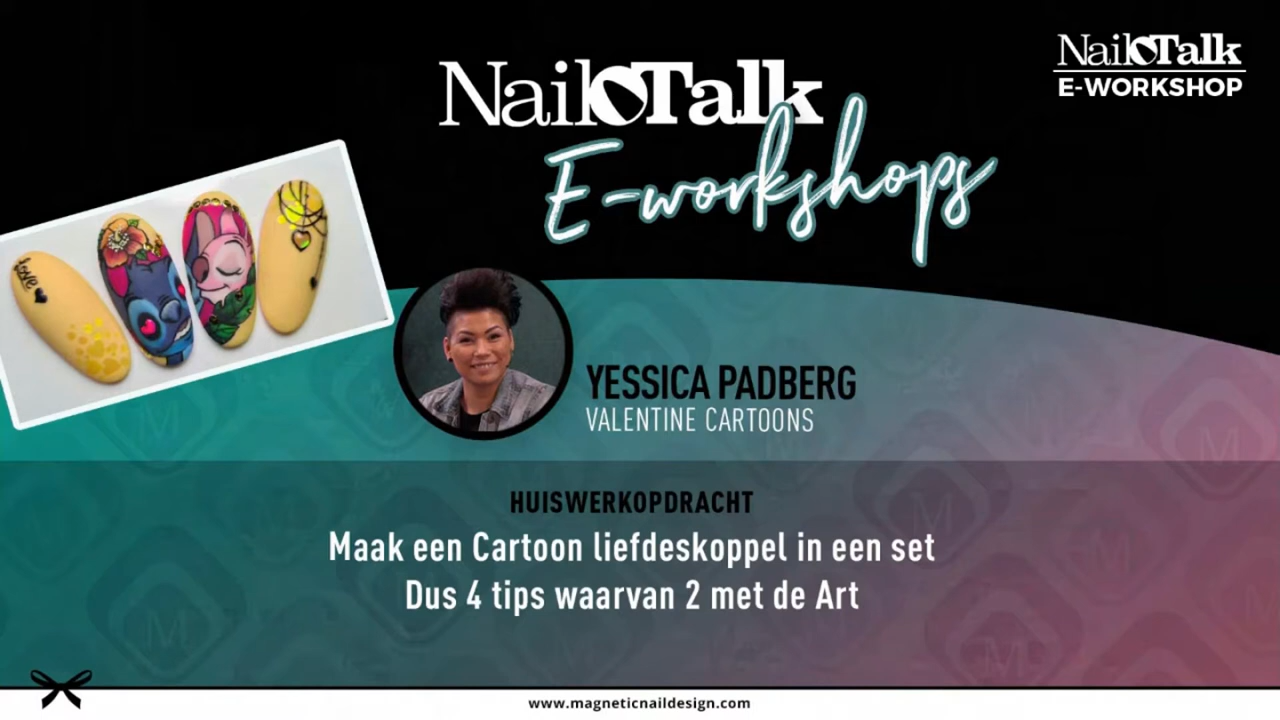 NailTalk
E-workshops
NailTalk
E-WORKSHOP
Love
YESSICA PADBERG
VALENTINE CARTOONS
HUISWERKOPDRACHT
Maak een Cartoon liefdeskoppel in een set
Dus 4 tips waarvan 2 met de Art
www.magneticnaildesign.com